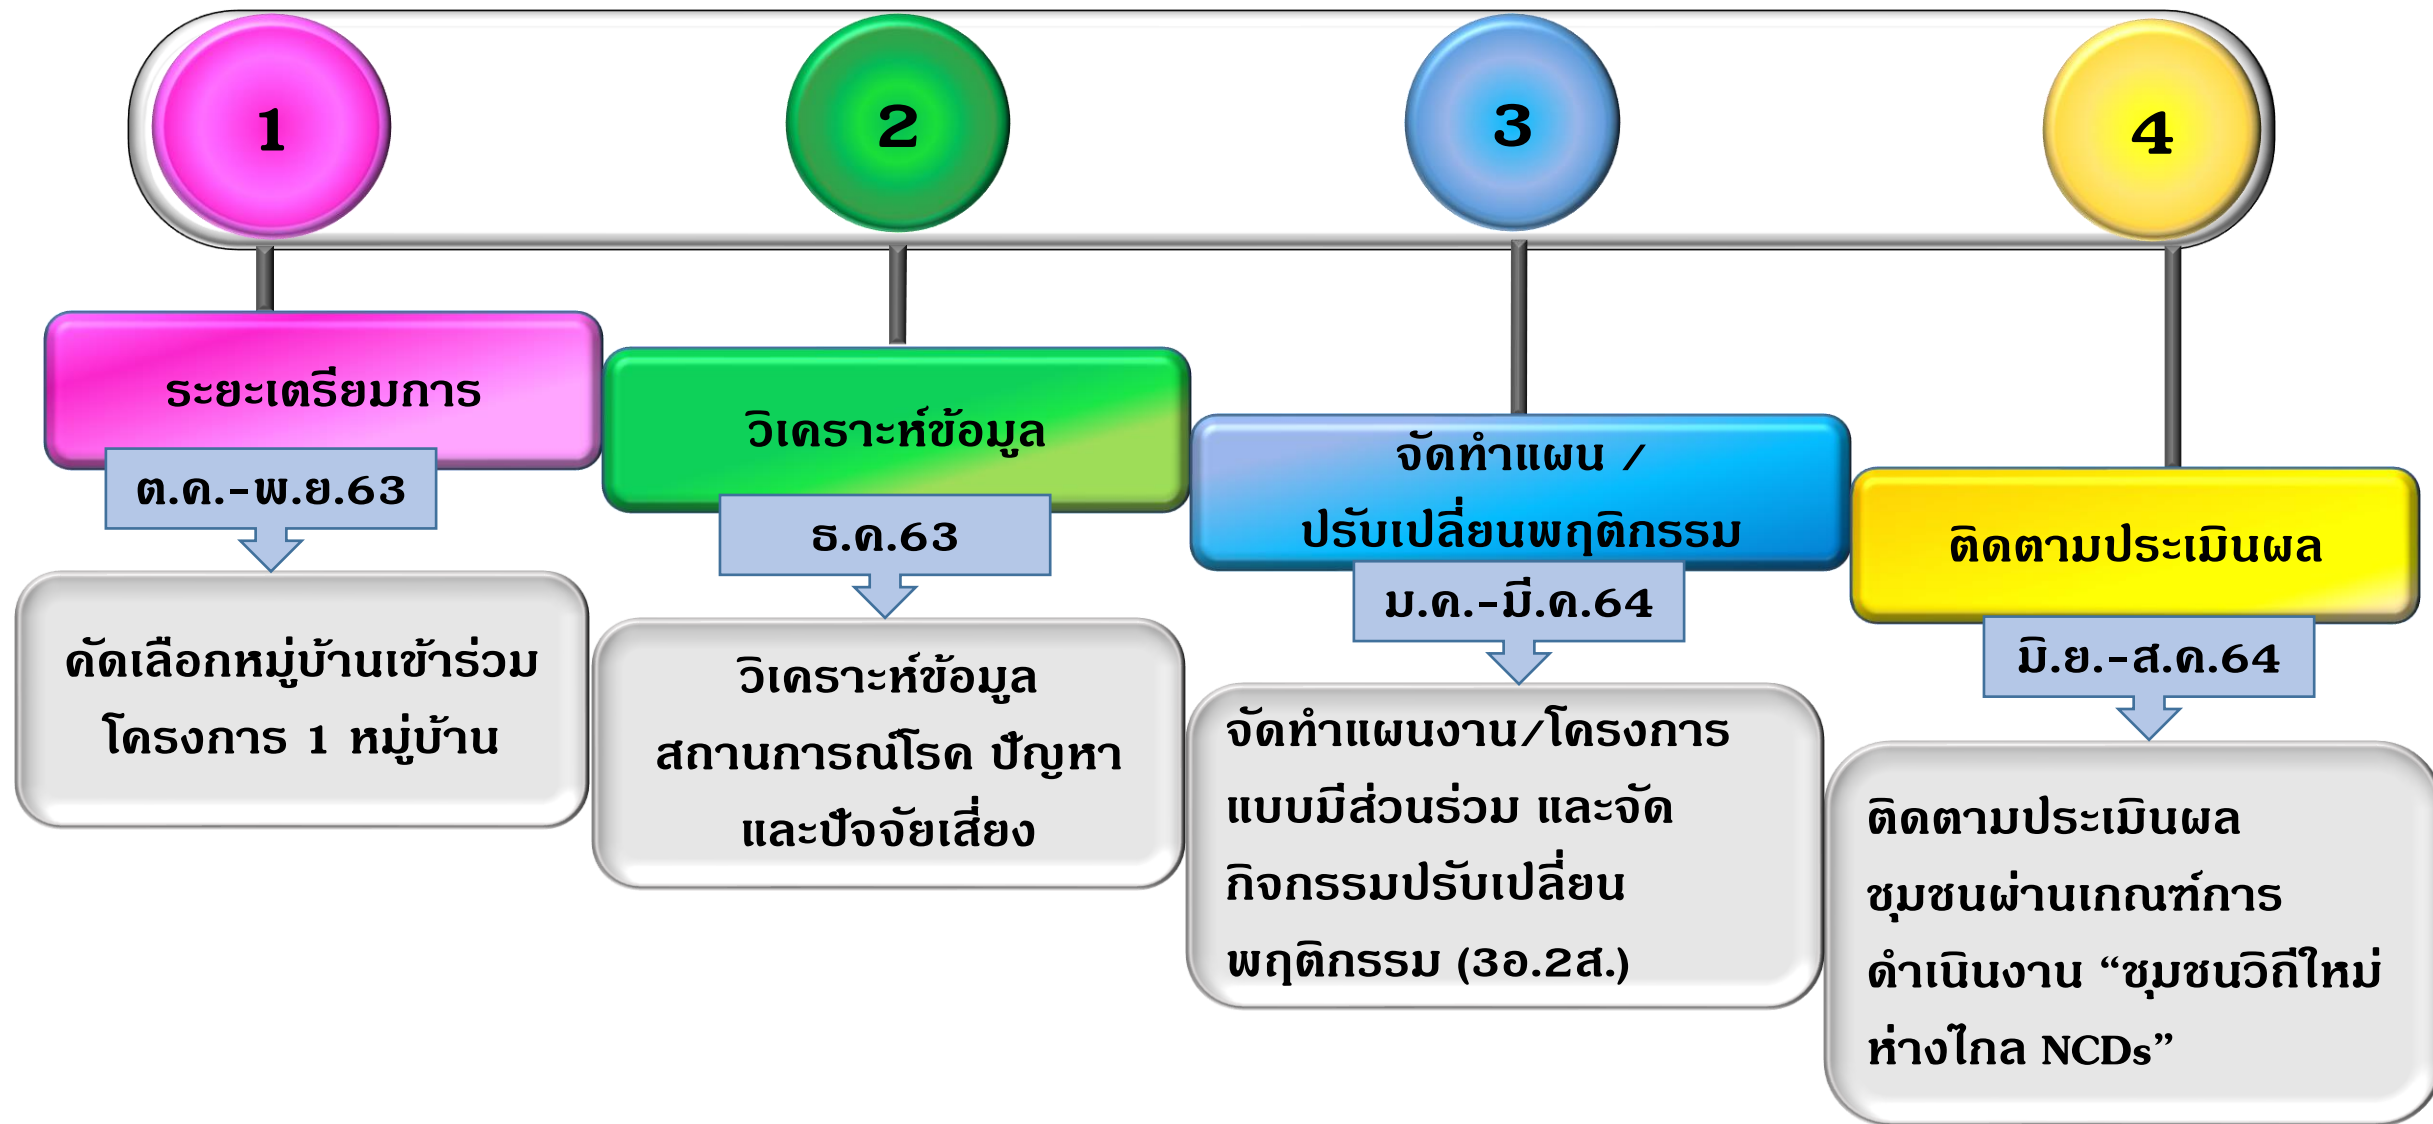 1
2
3
4
ระยะเตรียมการ
ต.ค.-พ.ย.63
คัดเลือกหมู่บ้านเข้าร่วม
โครงการ 1 หมู่บ้าน
วิเคราะห์ข้อมูล
ธ.ค.63
วิเคราะห์ข้อมูล
สถานการณ์โรค ปัญหา
และปัจจัยเสี่ยง
จัดทำแผน /
ปรับเปลี่ยนพฤติกรรม
ม.ค.-มี.ค.64
จัดทำแผนงาน/โครงการ
แบบมีส่วนร่วม และจัด
กิจกรรมปรับเปลี่ยน
พฤติกรรม (3อ.2ส.)
ติดตามประเมินผล
มิ.ย.-ส.ค.64
ติดตามประเมินผล
ชุมชนผ่านเกณฑ์การ
ดำเนินงาน “ชุมชนวิถีใหม่
ห่างไกล NCDs”